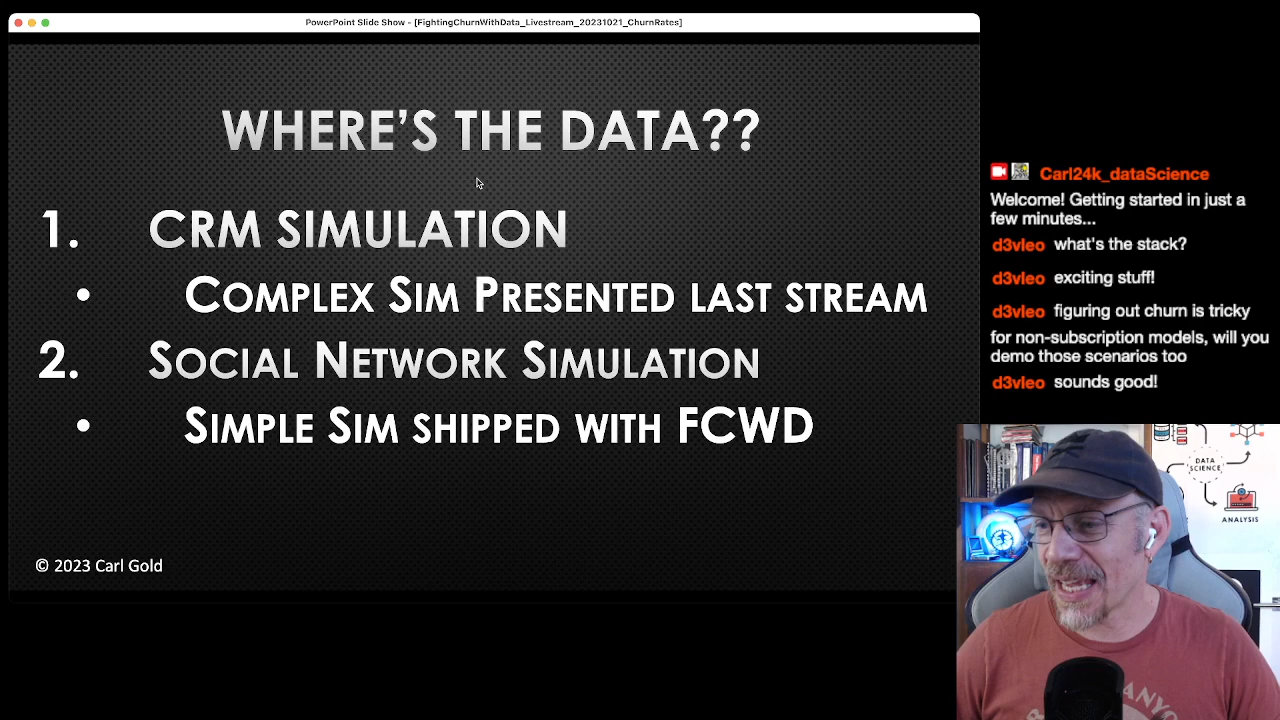 PowerPoint Slide Show - [FightingChurnWithData_Livestream_20231021_ChurnRates]
WHERE'S THE DATA??
1. CRM SIMULATION
• COMPLEX SIM PRESENTED LAST STREAM
2. SOCIAL NETWORK SIMULATION
• SIMPLE SIM SHIPPED WITH FCWD
© 2023 Carl Gold
Carl24k_dataScience
Welcome! Getting started in just a
few minutes...
d3vleo what's the stack?
d3vleo exciting stuff!
d3vleo figuring out churn is tricky
for non-subscription models, will you
demo those scenarios too
d3vleo sounds good!
DATA
SCIENCE
ANALYSIS
ANYC